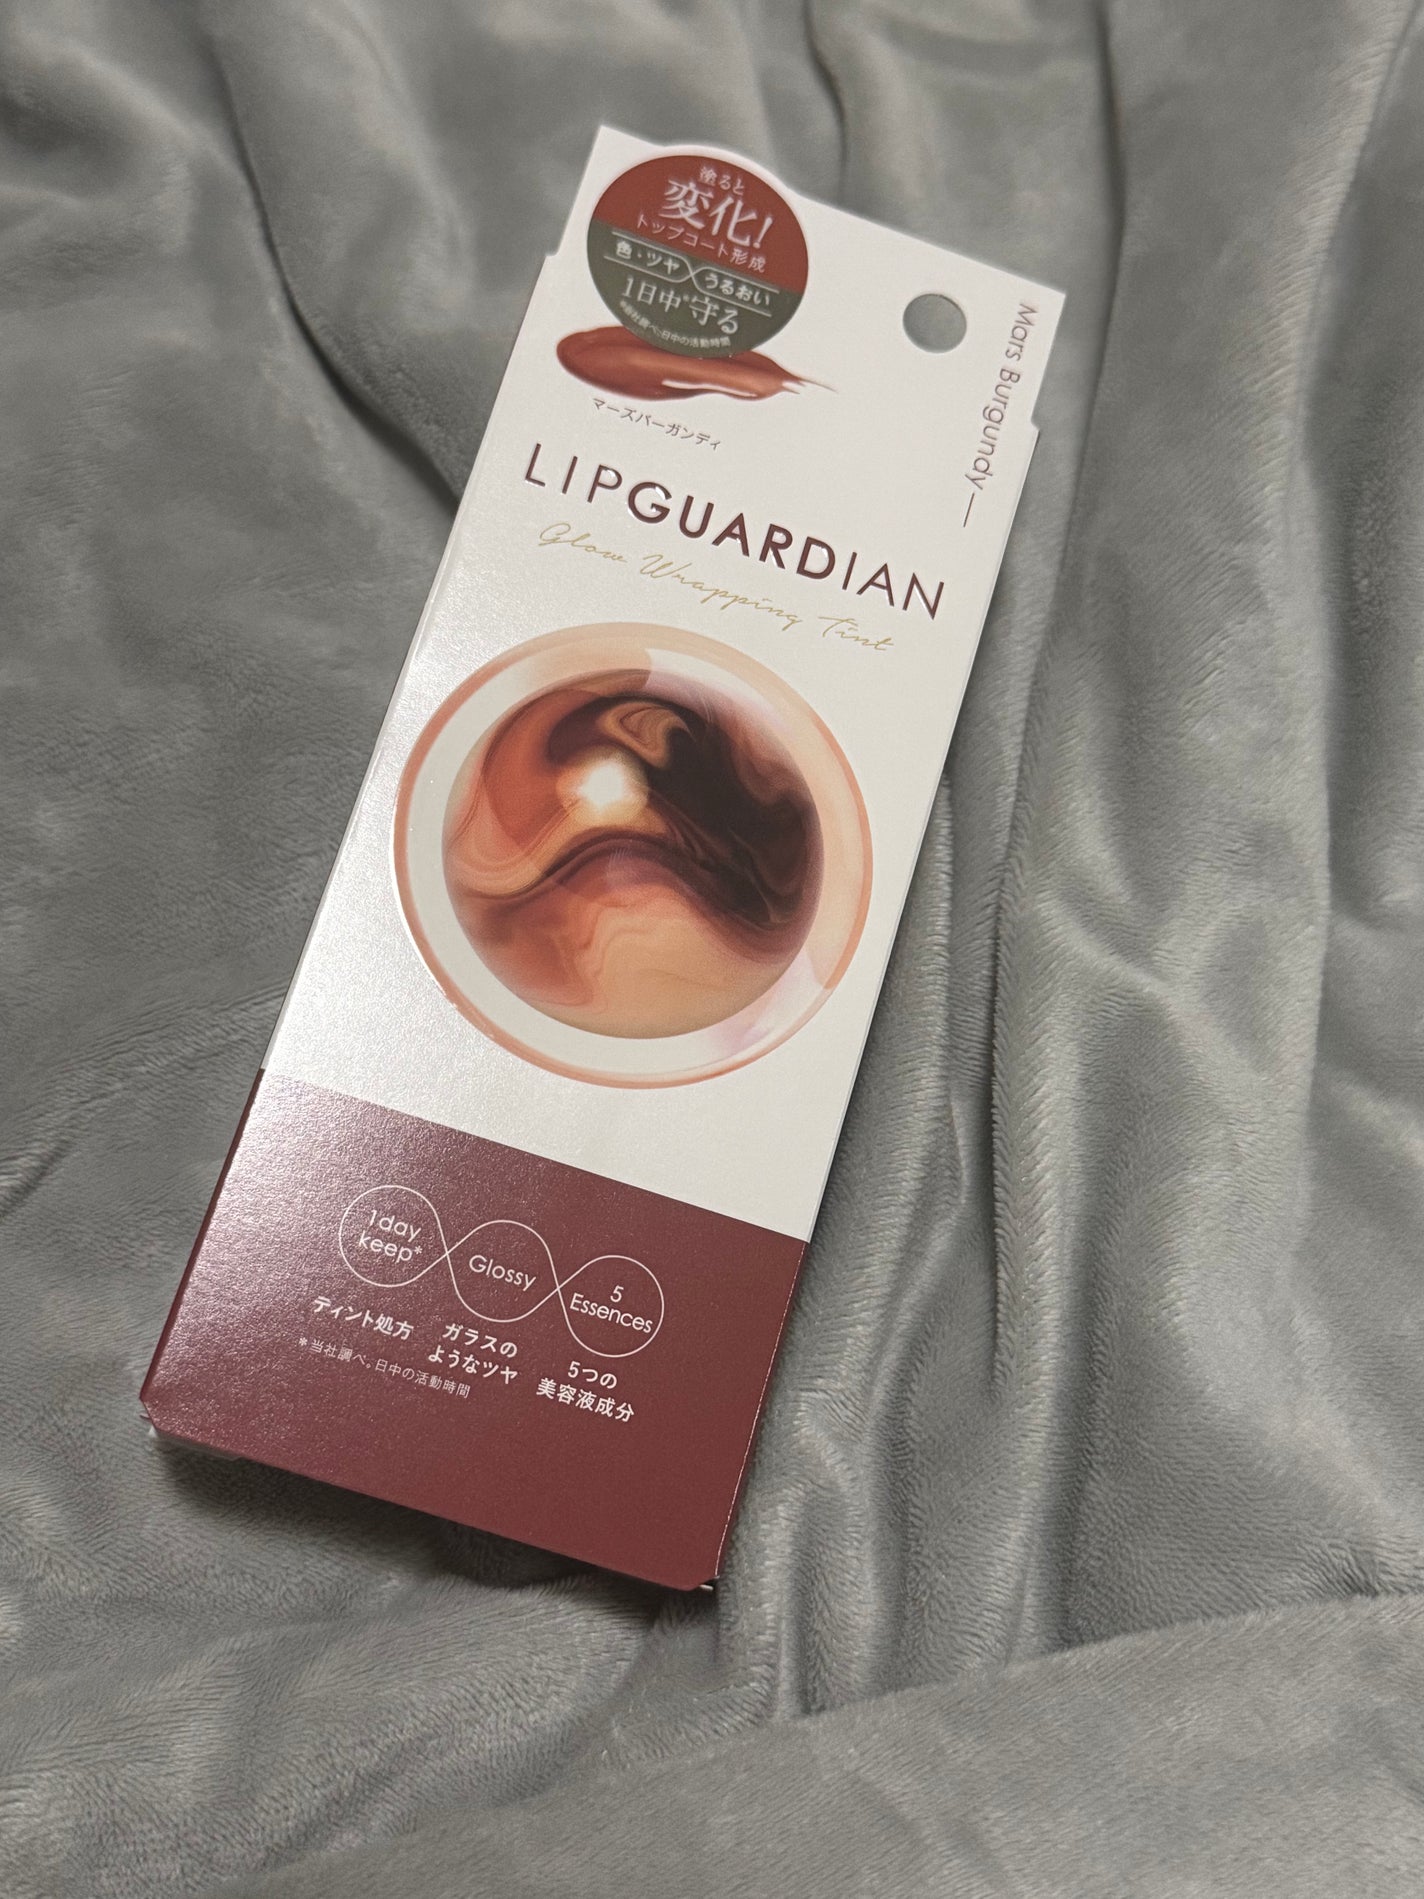 塗ると
変化!
トップコート形成
色・ツヤ うるおい
1日中*守る
*当社調べ。日中の活動時間
マーズバーガンディ
Mars Burgundy
LIPGUARDIAN
Glow Wrapping Tint
1day
keep*
Glossy
5
Essences
ティント処方
ガラスの
ようなツヤ
5つの
美容液成分
*当社調べ。日中の活動時間